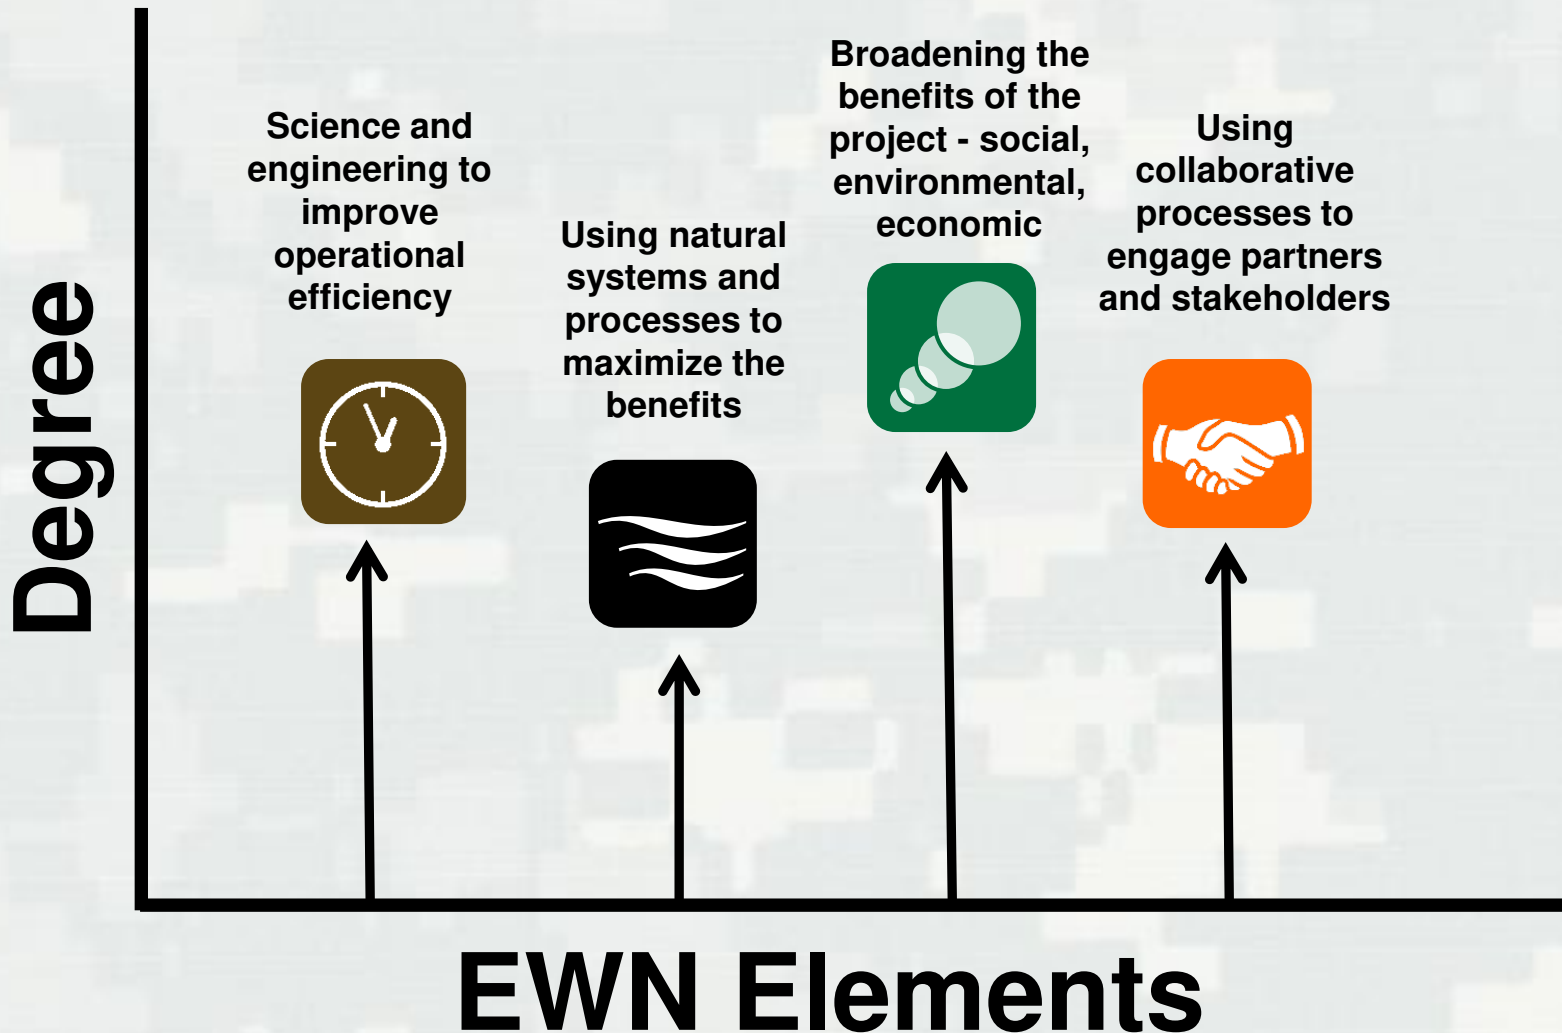 Degree
Science and
engineering to
improve
operational
efficiency
Using natural
systems and
processes to
maximize the
benefits
Broadening the
benefits of the
project - social,
environmental,
economic
Using
collaborative
processes to
engage partners
and stakeholders
EWN Elements